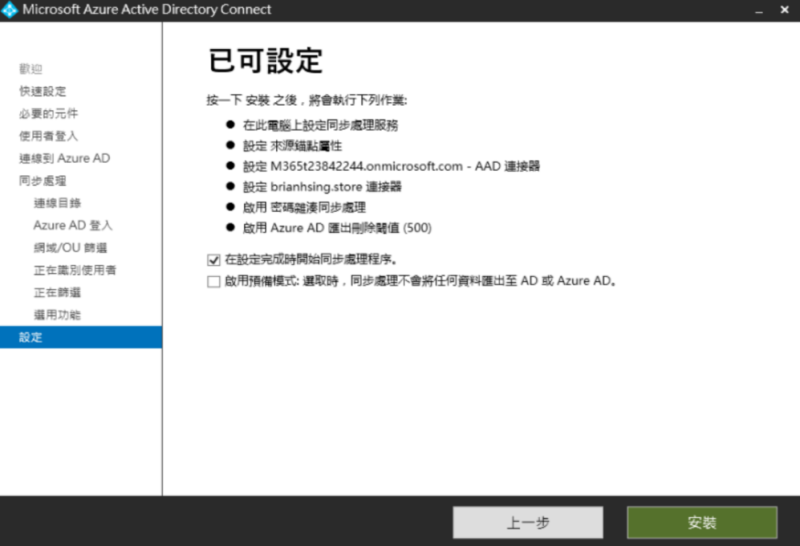 Microsoft Azure Active Directory Connect
歡迎
快速設定
必要的元件
使用者登入
連線到 Azure AD
同步處理
連線目錄
Azure AD 登入
網域/OU 篩選
正在識別使用者
正在篩選
選用功能
設定
已可設定
按一下 安裝 之後，將會執行下列作業:
● 在此電腦上設定同步處理服務
● 設定 來源錨點屬性
● 設定 M365t23842244.onmicrosoft.com - AAD 連接器
● 設定 brianhsing.store 連接器
● 啟用 密碼雜湊同步處理
● 啟用 Azure AD 匯出刪除閾值 (500)
在設定完成時開始同步處理程序。
啟用預備模式: 選取時，同步處理不會將任何資料匯出至 AD 或 Azure AD。
上一步
安裝